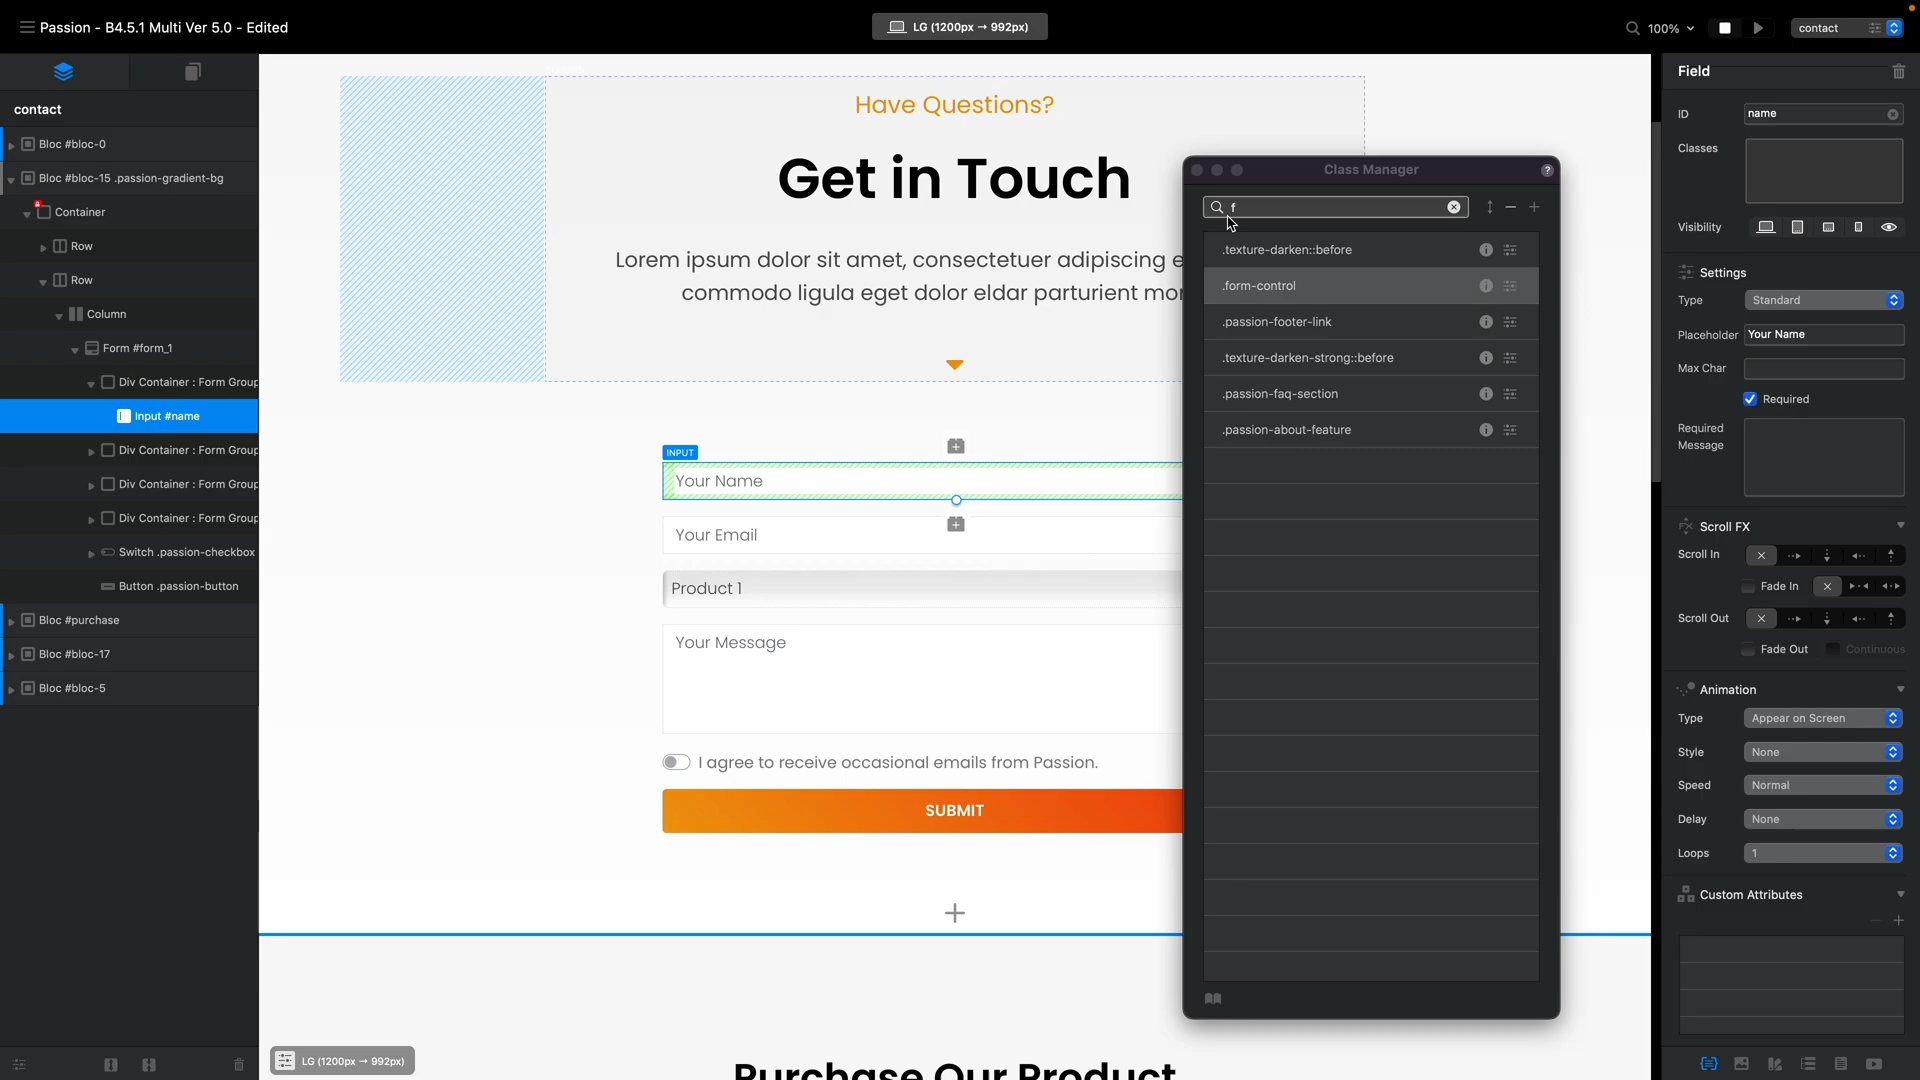 Passion - B4.5.1 Multi Ver 5.0 - Edited
LG (1200px → 992px)
100%
contact
contact
Bloc #bloc-0
Bloc #bloc-15 .passion-gradient-bg
Container
Row
Row
Column
Form #form_1
Div Container : Form Group
Input #name
Div Container : Form Group
Div Container : Form Group
Div Container : Form Group
Switch .passion-checkbox
Button .passion-button
Bloc #purchase
Bloc #bloc-17
Bloc #bloc-5
Have Questions?
Get in Touch
Lorem ipsum dolor sit amet, consectetuer adipiscing e
commodo ligula eget dolor eldar parturient mor
INPUT
Your Name
Your Email
Product 1
Your Message
I agree to receive occasional emails from Passion.
SUBMIT
LG (1200px → 992px)
Purchase Our Product
Class Manager
?
f
.texture-darken::before
.form-control
.passion-footer-link
.texture-darken-strong::before
.passion-faq-section
.passion-about-feature
Field
ID
name
Classes
Visibility
Settings
Type
Standard
Placeholder
Your Name
Max Char
Required
Required
Message
Scroll FX
Scroll In
Fade In
Scroll Out
Fade Out
Continuous
Animation
Type
Appear on Screen
Style
None
Speed
Normal
Delay
None
Loops
1
Custom Attributes